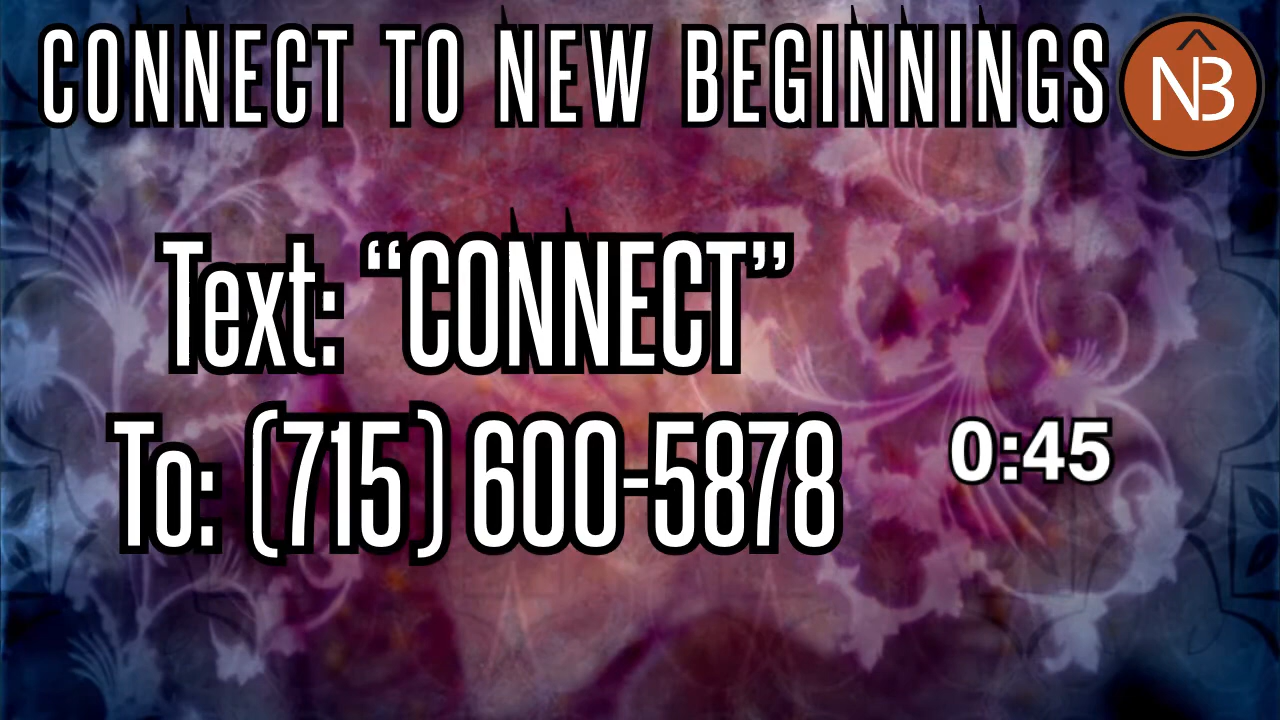 CONNECT TO NEW BEGINNINGS
NB
Text: “CONNECT”
To: (715) 600-5878
0:45